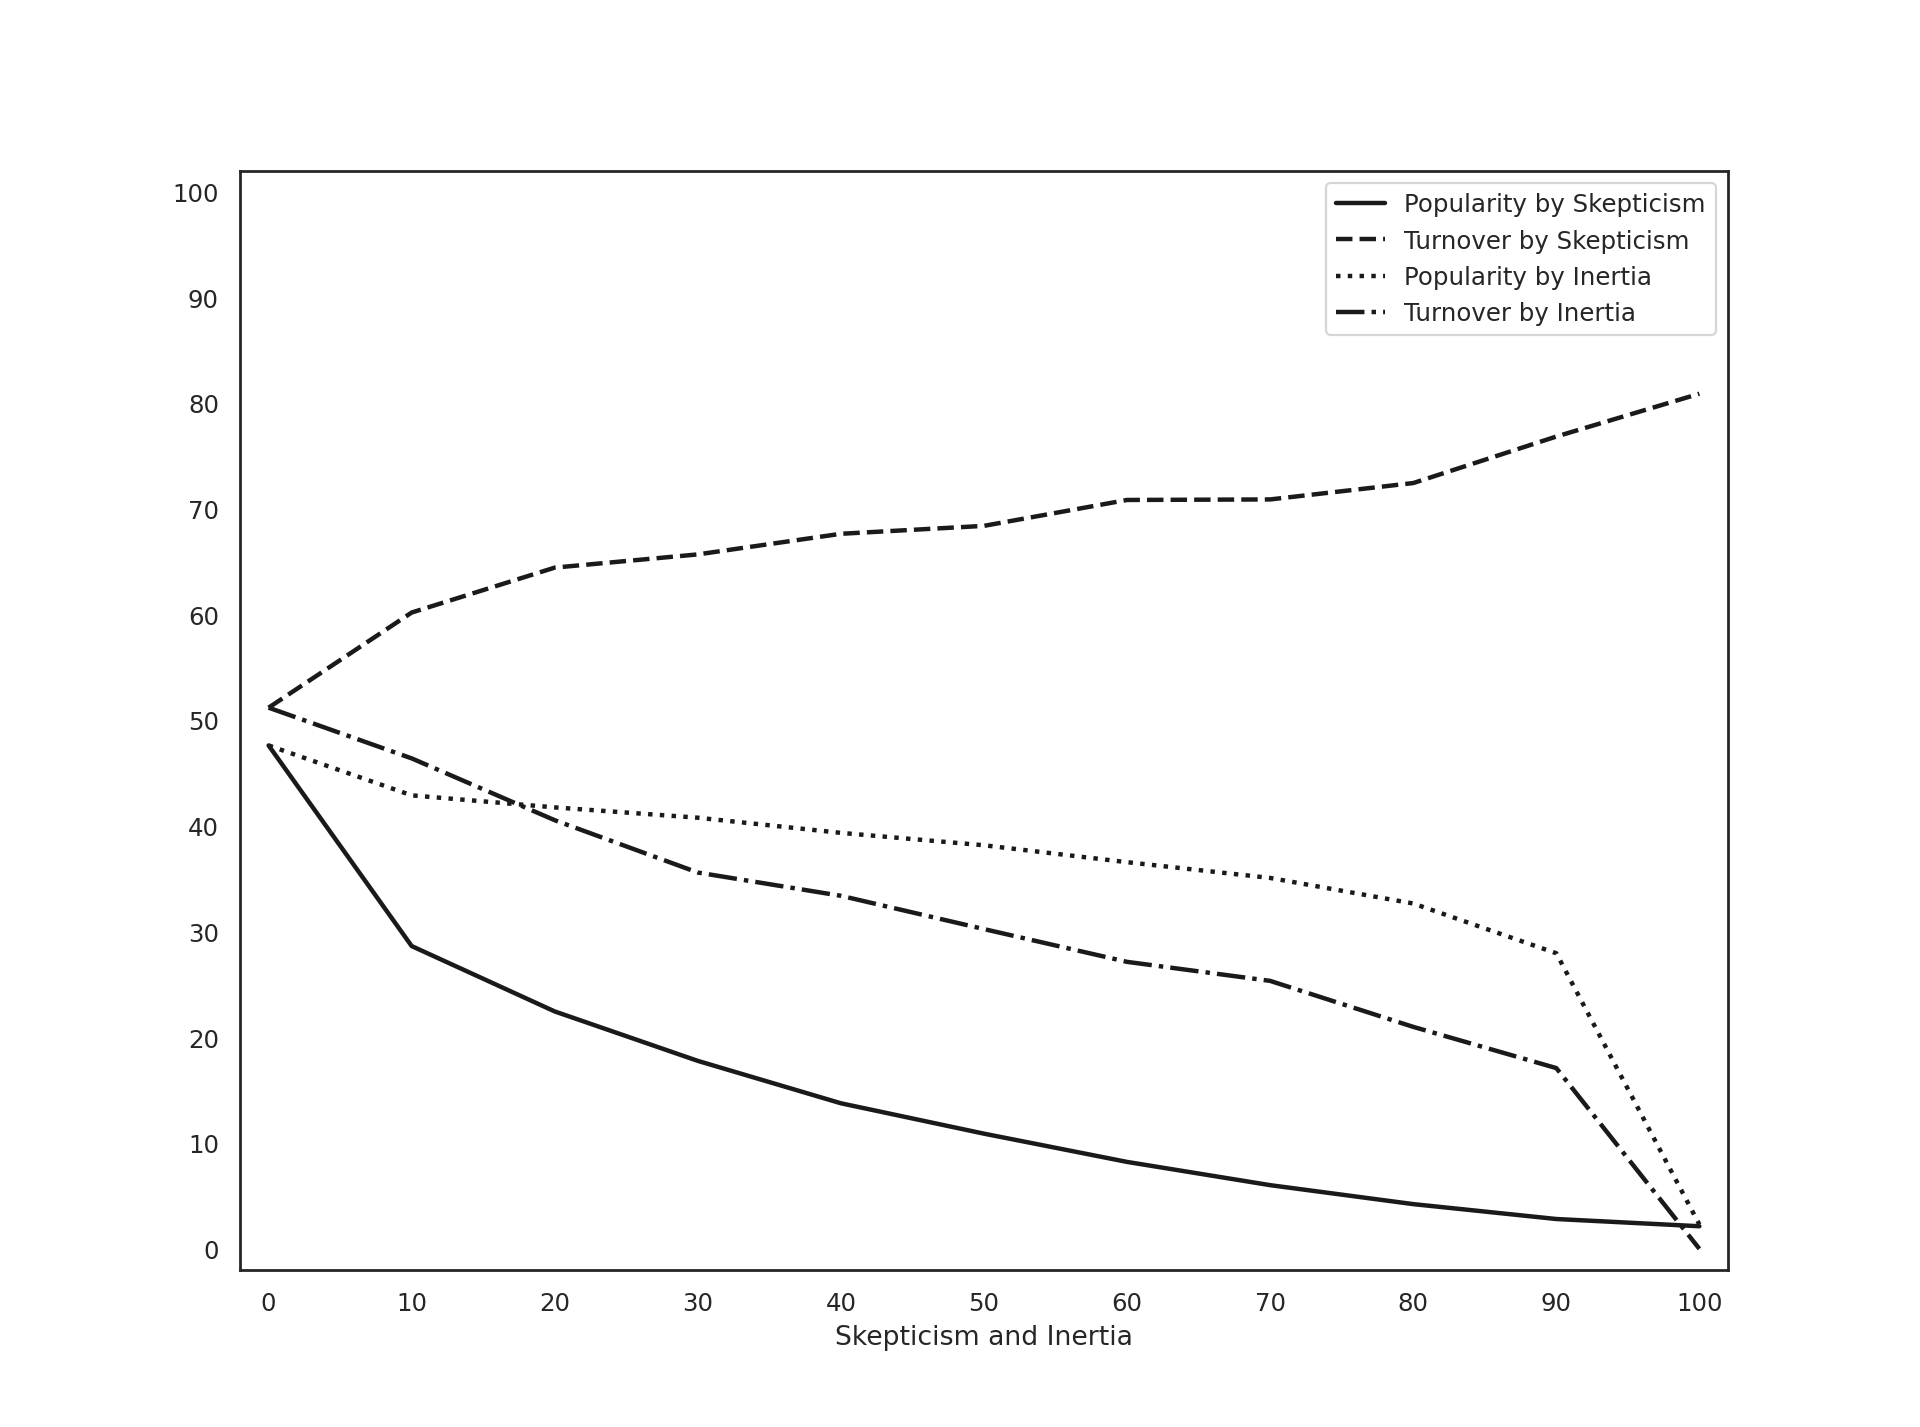 100
90
80
70
60
50
40
30
20
10
0
Popularity by Skepticism
Turnover by Skepticism
Popularity by Inertia
Turnover by Inertia
0 10 20 30 40 50 60 70 80 90 100
Skepticism and Inertia